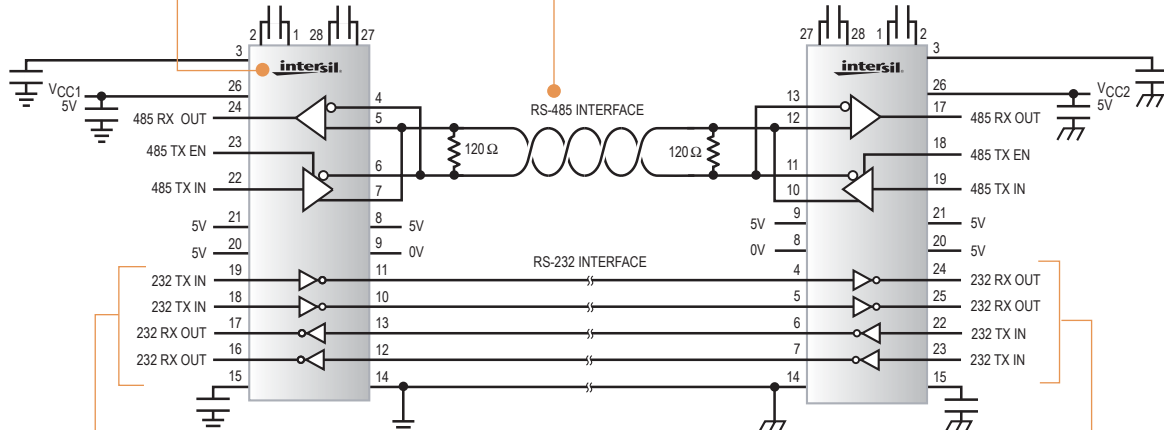 2 1 28 27
27 28 1 2
3
3
intersil.
intersil.
26
VCC1
5V
26
VCC2
5V
24
485 RX OUT
4
5
RS-485 INTERFACE
13
12
17
485 RX OUT
23
485 TX EN
120 Ω
120 Ω
18
485 TX EN
22
485 TX IN
6
7
11
10
19
485 TX IN
21
5V
8
5V
9
5V
21
5V
20
5V
9
0V
8
0V
20
5V
RS-232 INTERFACE
19
232 TX IN
11
4
24
232 RX OUT
18
232 TX IN
10
5
25
232 RX OUT
17
232 RX OUT
13
6
22
232 TX IN
16
232 RX OUT
12
7
23
232 TX IN
15
14
14
15